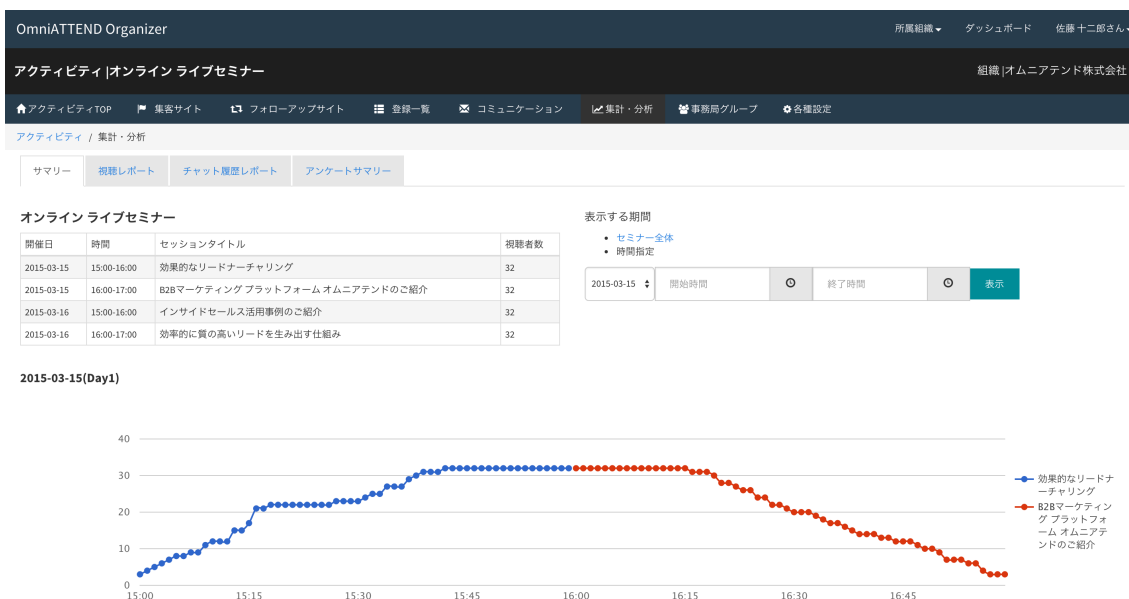 OmniATTEND Organizer
所属組織 ダッシュボード 佐藤 十二郎さん
アクティビティ |オンライン ライブセミナー
組織 |オムニアテンド株式会社
アクティビティTOP 集客サイト フォローアップサイト 登録一覧 コミュニケーション 集計・分析 事務局グループ 各種設定
アクティビティ / 集計・分析
サマリー 視聴レポート チャット履歴レポート アンケートサマリー
オンライン ライブセミナー
開催日 時間 セッションタイトル 視聴者数
2015-03-15 15:00-16:00 効果的なリードナーチャリング 32
2015-03-15 16:00-17:00 B2Bマーケティング プラットフォーム オムニアテンドのご紹介 32
2015-03-16 15:00-16:00 インサイドセールス活用事例のご紹介 32
2015-03-16 16:00-17:00 効率的に質の高いリードを生み出す仕組み 32
表示する期間
セミナー全体
時間指定
2015-03-15 開始時間 終了時間 表示
2015-03-15(Day1)
40
30
20
10
0
15:00 15:15 15:30 15:45 16:00 16:15 16:30 16:45
効果的なリードナ
ーチャリング
B2Bマーケティン
グ プラットフォ
ーム オムニアテ
ンドのご紹介